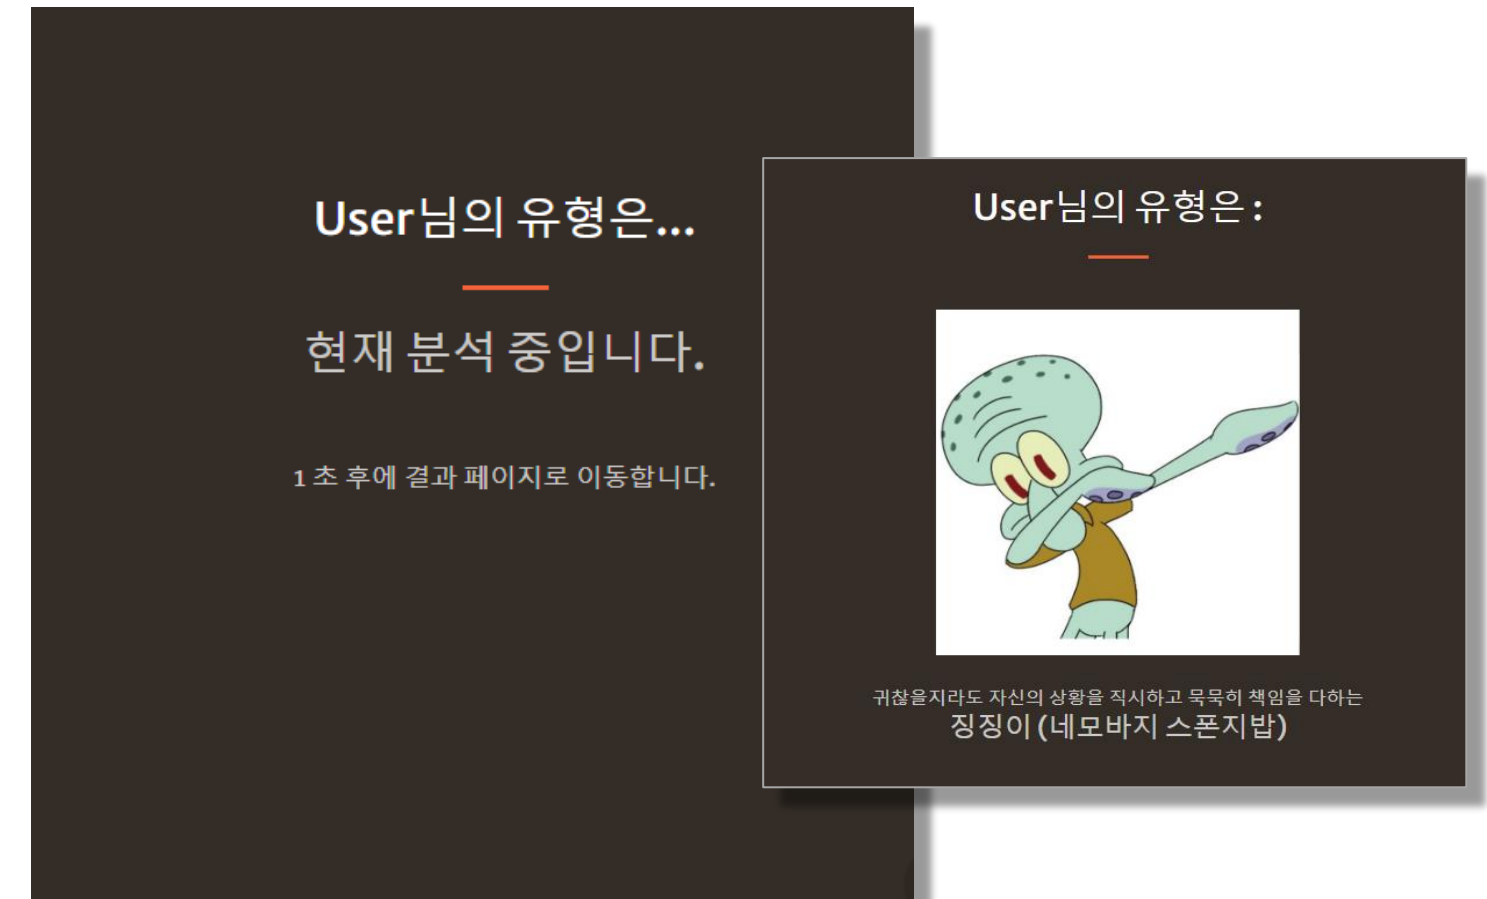 User님의 유형은...
현재 분석 중입니다.
1 초 후에 결과 페이지로 이동합니다.
User님의 유형은 :
귀찮을지라도 자신의 상황을 직시하고 묵묵히 책임을 다하는
징징이 (네모바지 스폰지밥)